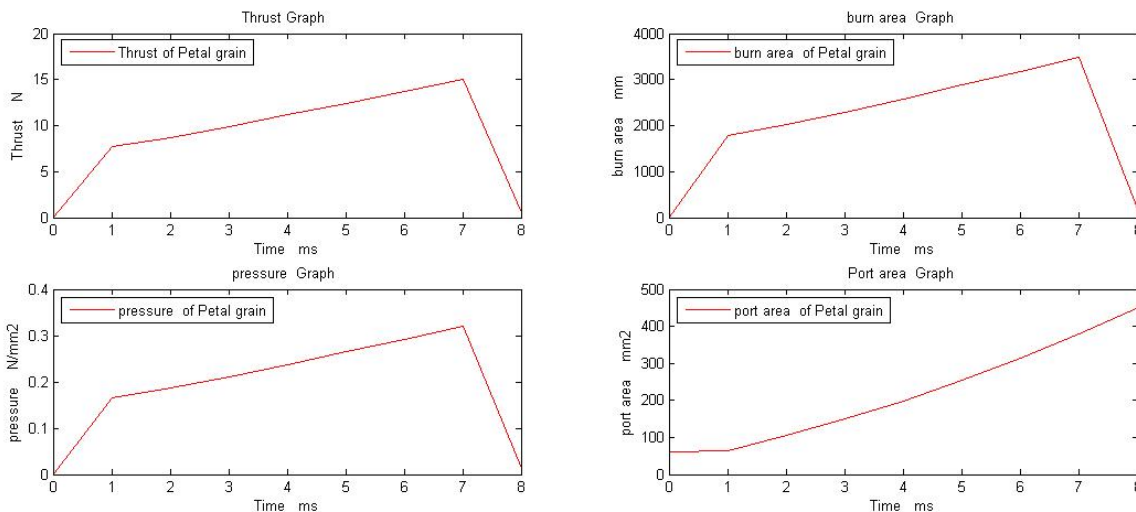 Thrust Graph
20
15
10
5
0
Thrust N
Thrust of Petal grain
0 1 2 3 4 5 6 7 8
Time ms
burn area Graph
4000
3000
2000
1000
0
burn area mm
burn area of Petal grain
0 1 2 3 4 5 6 7 8
Time ms
pressure Graph
0.4
0.3
0.2
0.1
0
pressure N/mm2
pressure of Petal grain
0 1 2 3 4 5 6 7 8
Time ms
Port area Graph
500
400
300
200
100
0
port area mm2
port area of Petal grain
0 1 2 3 4 5 6 7 8
Time ms